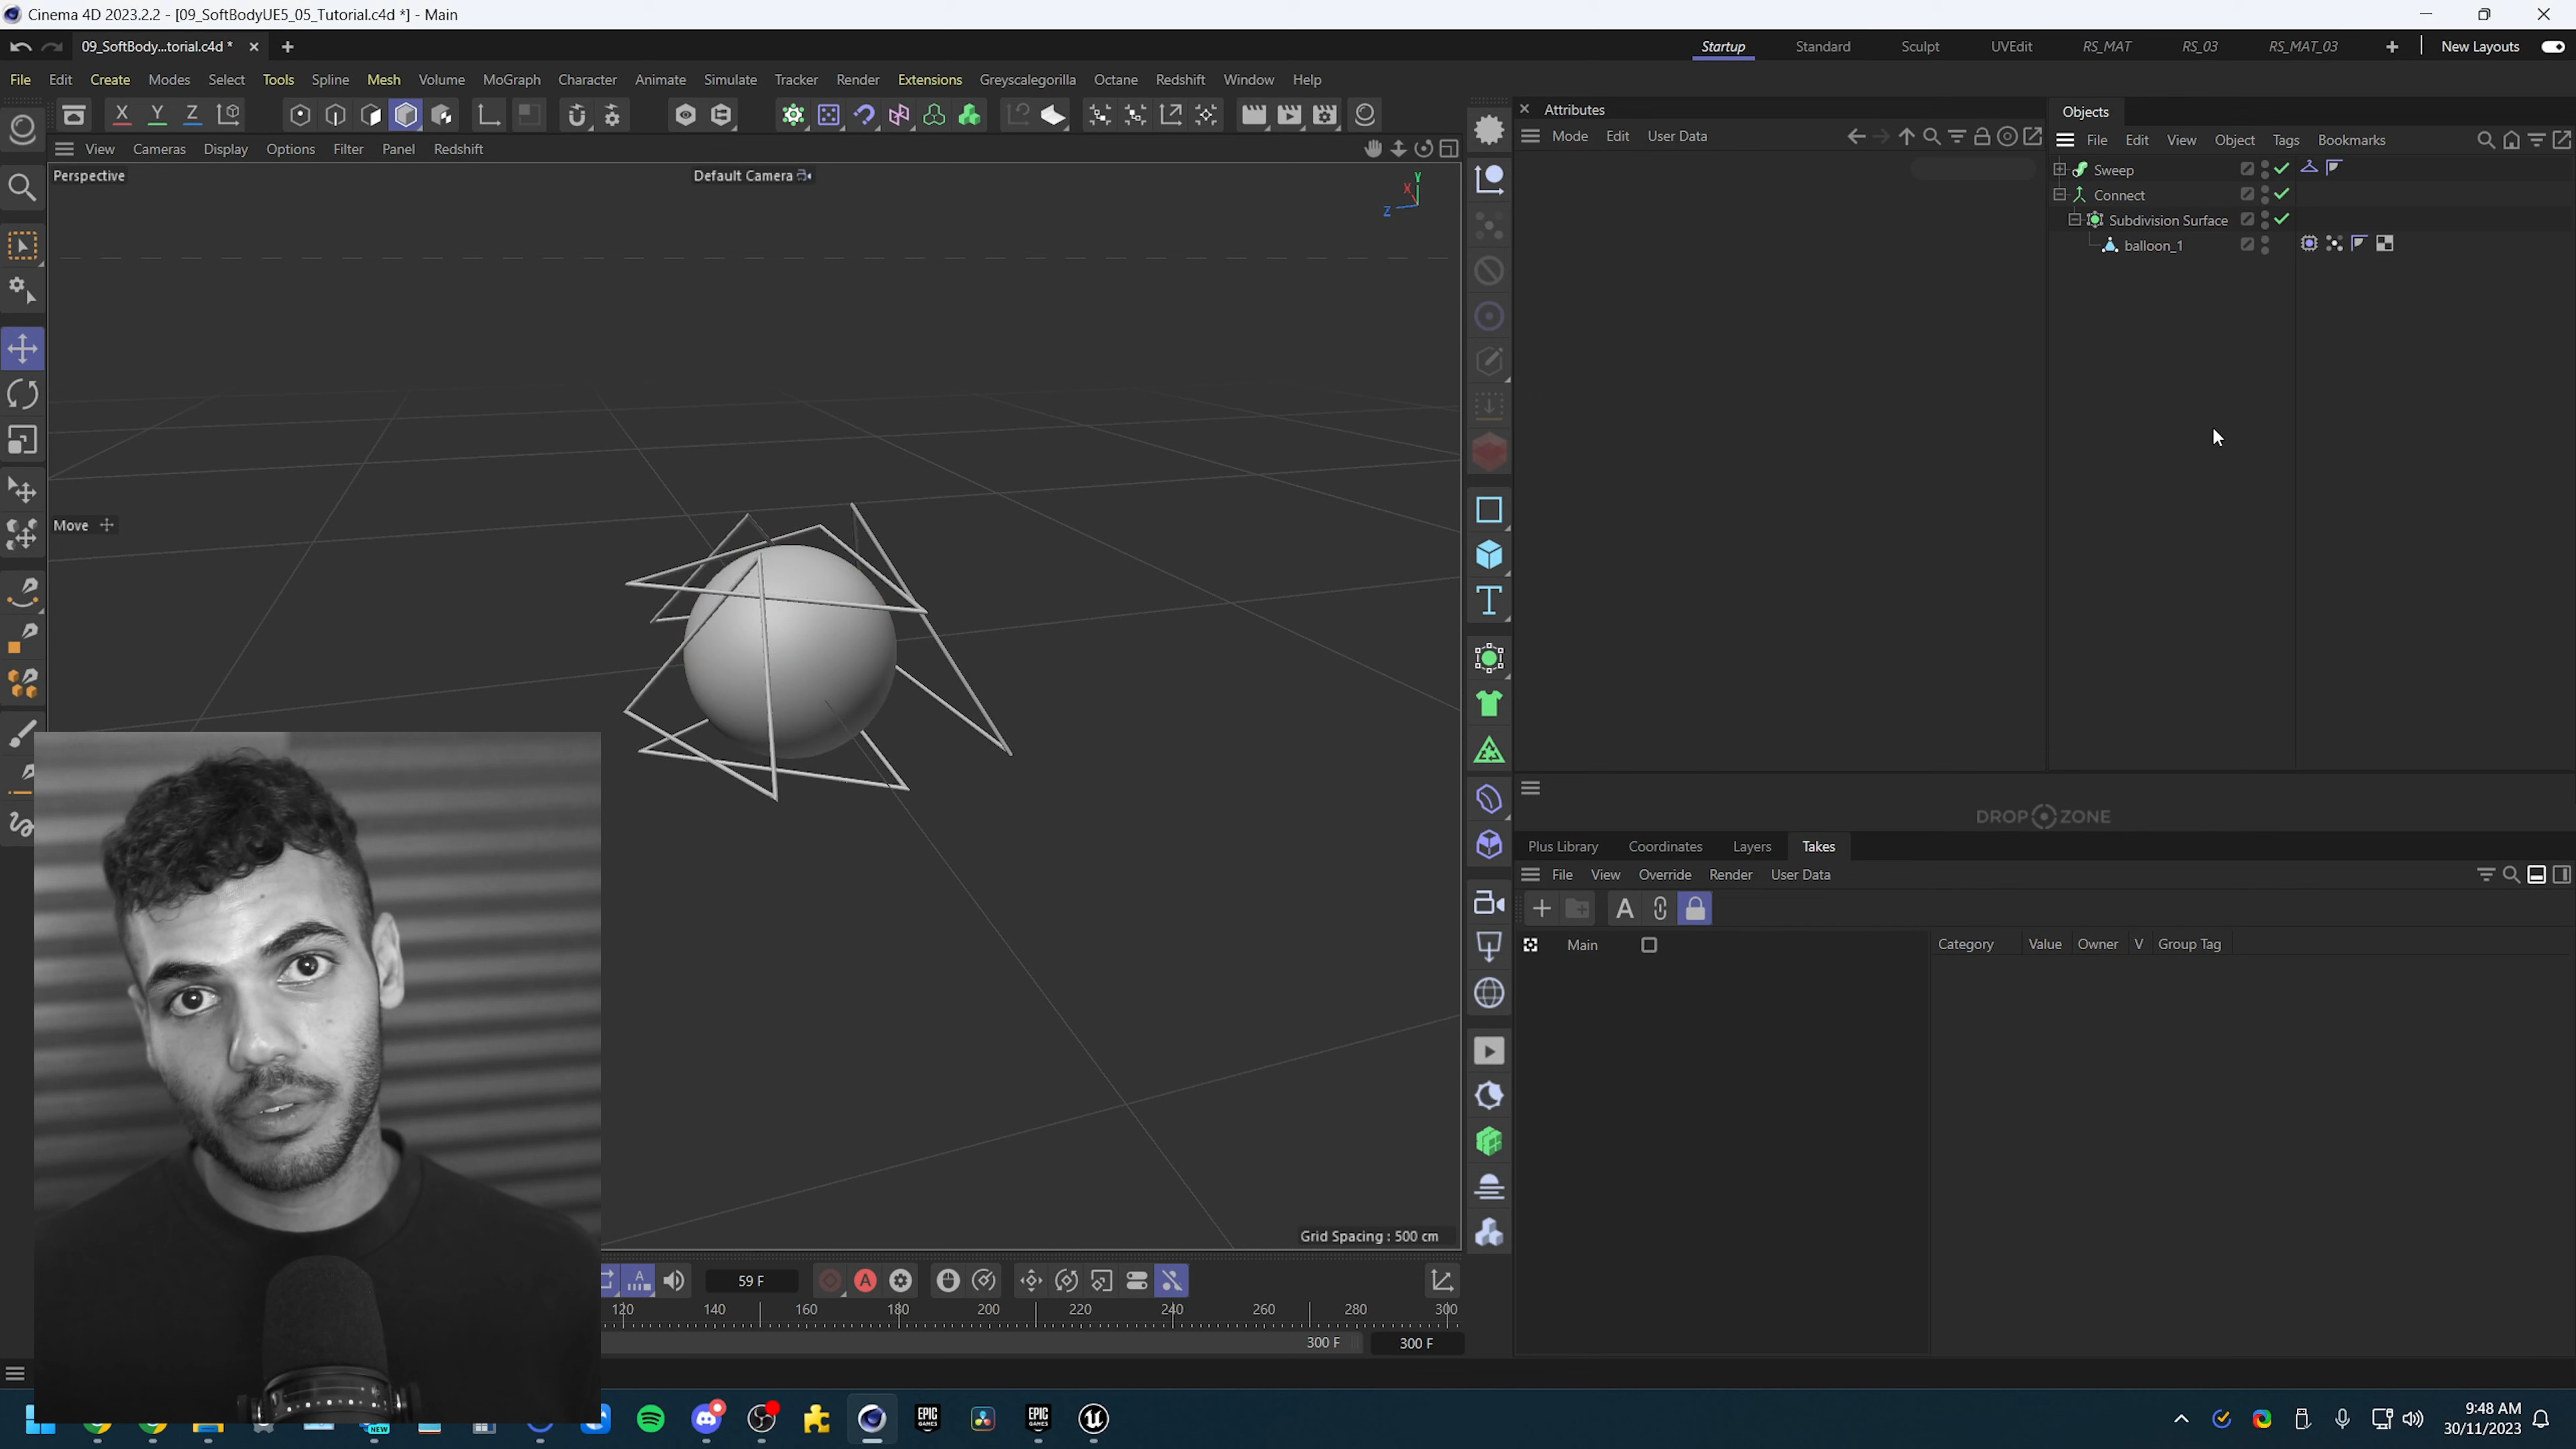 Cinema 4D 2023.2.2 - [09_SoftBodyUE5_05_Tutorial.c4d *] - Main
09_SoftBody...torial.c4d *
Startup Standard Sculpt UVEdit RS_MAT RS_03 RS_MAT_03 New Layouts
File Edit Create Modes Select Tools Spline Mesh Volume MoGraph Character Animate Simulate Tracker Render Extensions Greyscalegorilla Octane Redshift Window Help
X Y Z
Attributes
Objects
Mode Edit User Data
File Edit View Object Tags Bookmarks
View Cameras Display Options Filter Panel Redshift
Perspective
Default Camera
Y
X
Z
Sweep
Connect
Subdivision Surface
balloon_1
Move
DROP ZONE
Plus Library Coordinates Layers Takes
File View Override Render User Data
A
Main
Category Value Owner V Group Tag
Grid Spacing : 500 cm
59 F
A
120 140 160 180 200 220 240 260 280 300
300 F 300 F
NEW
EPIC GAMES
EPIC GAMES
9:48 AM
30/11/2023